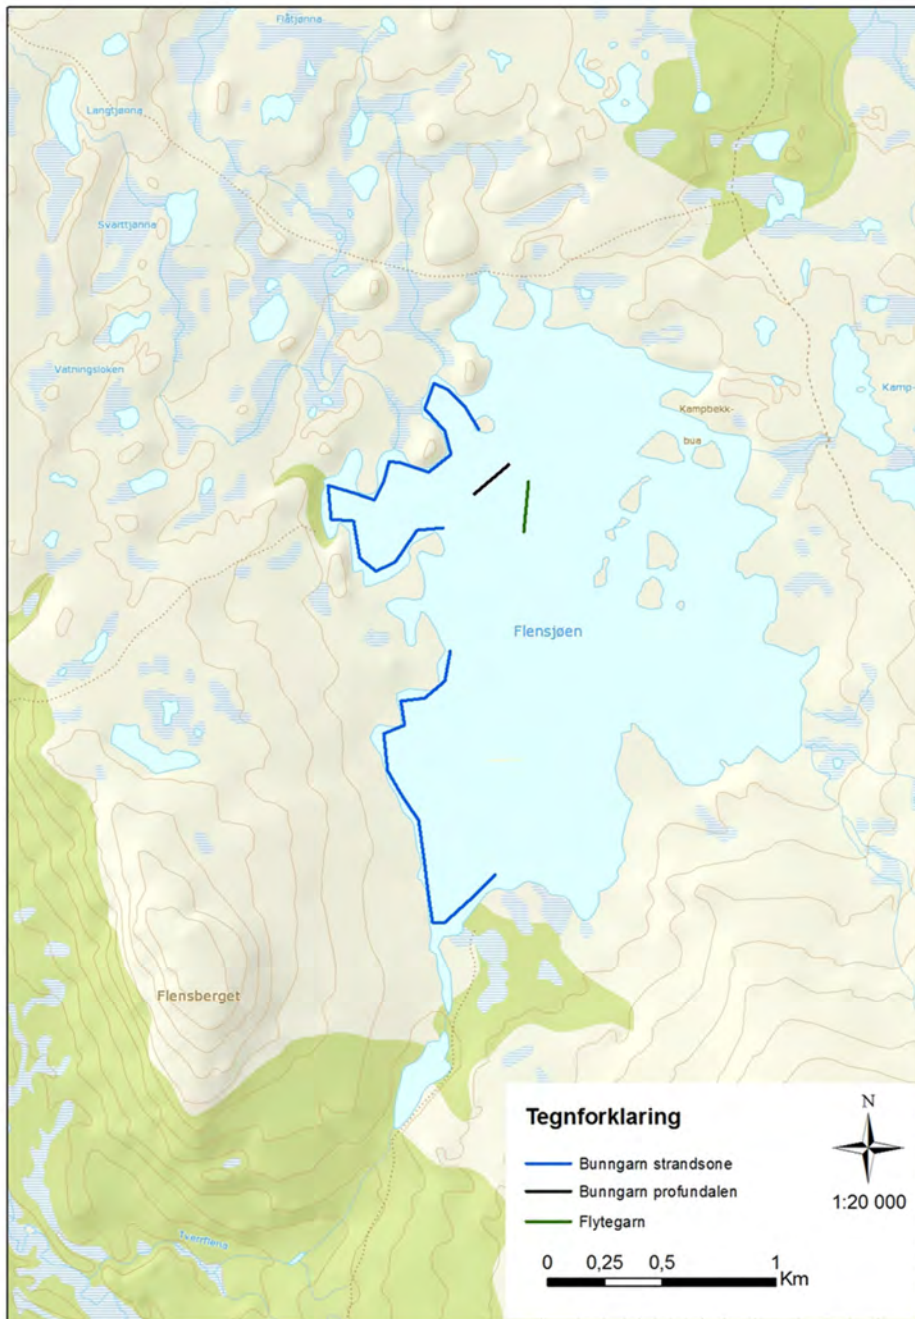 Flåtjønna
Langtjønna
Svarttjønna
Vatningsloken
Kampbekk-
bua
Kamp-
Flensjøen
Flensberget
Tegnforklaring
Bunngarn strandsone
Bunngarn profundalen
Flytegarn
N
1:20 000
0 0,25 0,5 1
Km